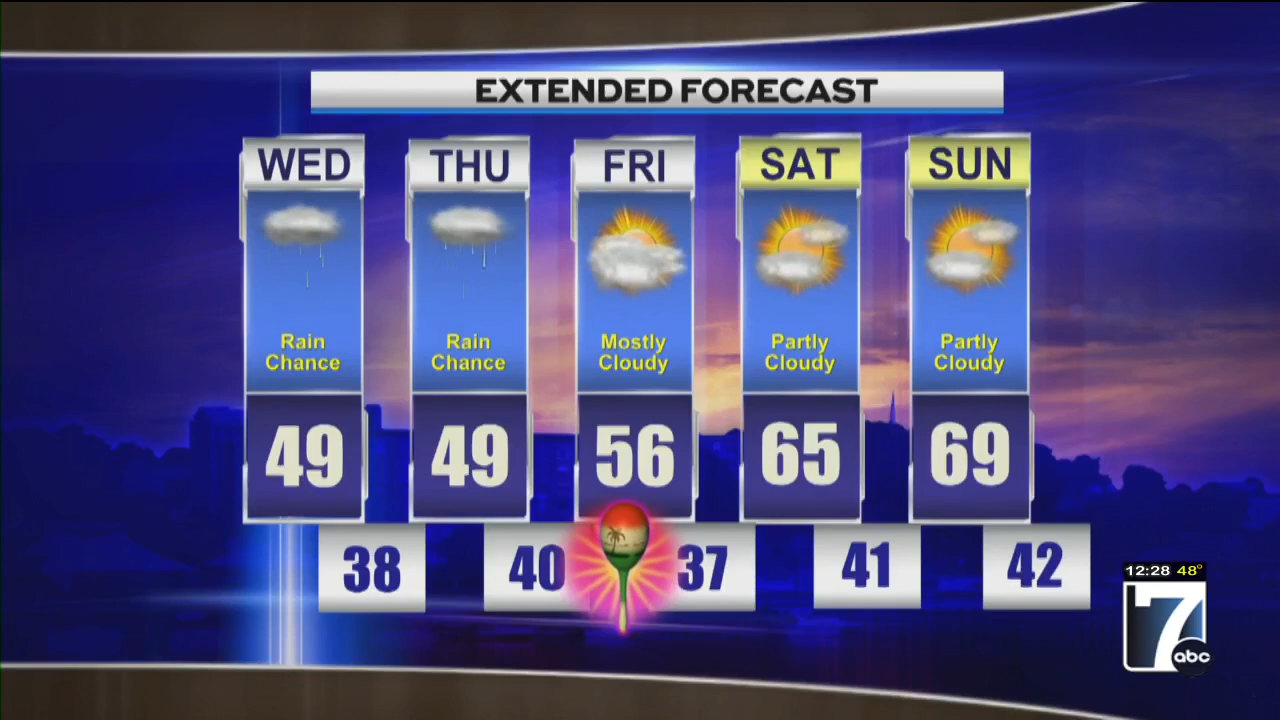 EXTENDED FORECAST
WED THU FRI SAT SUN
Rain Rain Mostly Partly Partly
Chance Chance Cloudy Cloudy Cloudy
49 49 56 65 69
38 40 37 41 42
12:28 48°
7
abc